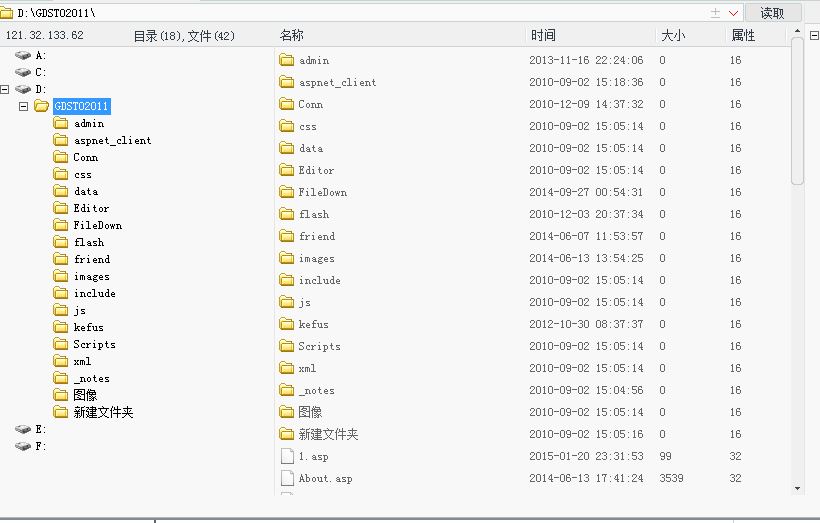 D:\GDST02011\ 读取
121.32.133.62 目录(18),文件(42) 名称 时间 大小 属性
A:
C:
D:
GDST02011
admin
aspnet_client
Conn
css
data
Editor
FileDown
flash
friend
images
include
js
kefus
Scripts
xml
_notes
图像
新建文件夹
E:
F:
admin 2013-11-16 22:24:06 0 16
aspnet_client 2010-09-02 15:18:36 0 16
Conn 2010-12-09 14:37:32 0 16
css 2010-09-02 15:05:14 0 16
data 2010-09-02 15:05:14 0 16
Editor 2010-09-02 15:05:14 0 16
FileDown 2014-09-27 00:54:31 0 16
flash 2010-12-03 20:37:34 0 16
friend 2014-06-07 11:53:57 0 16
images 2014-06-13 13:54:25 0 16
include 2010-09-02 15:05:14 0 16
js 2010-09-02 15:05:14 0 16
kefus 2012-10-30 08:37:37 0 16
Scripts 2010-09-02 15:05:14 0 16
xml 2010-09-02 15:05:14 0 16
_notes 2010-09-02 15:04:56 0 16
图像 2010-09-02 15:05:14 0 16
新建文件夹 2010-09-02 15:05:16 0 16
1.asp 2015-01-20 23:31:53 99 32
About.asp 2014-06-13 17:41:24 3539 32